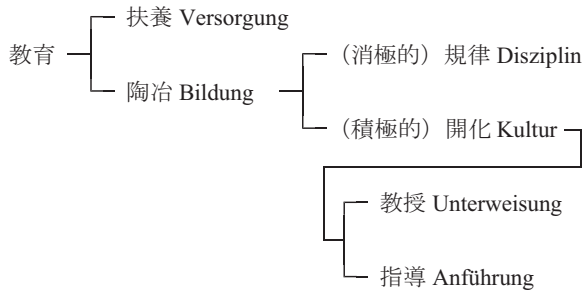 扶養 Versorgung
教育
陶冶 Bildung
（消極的）規律 Disziplin
（積極的）開化 Kultur
教授 Unterweisung
指導 Anführung